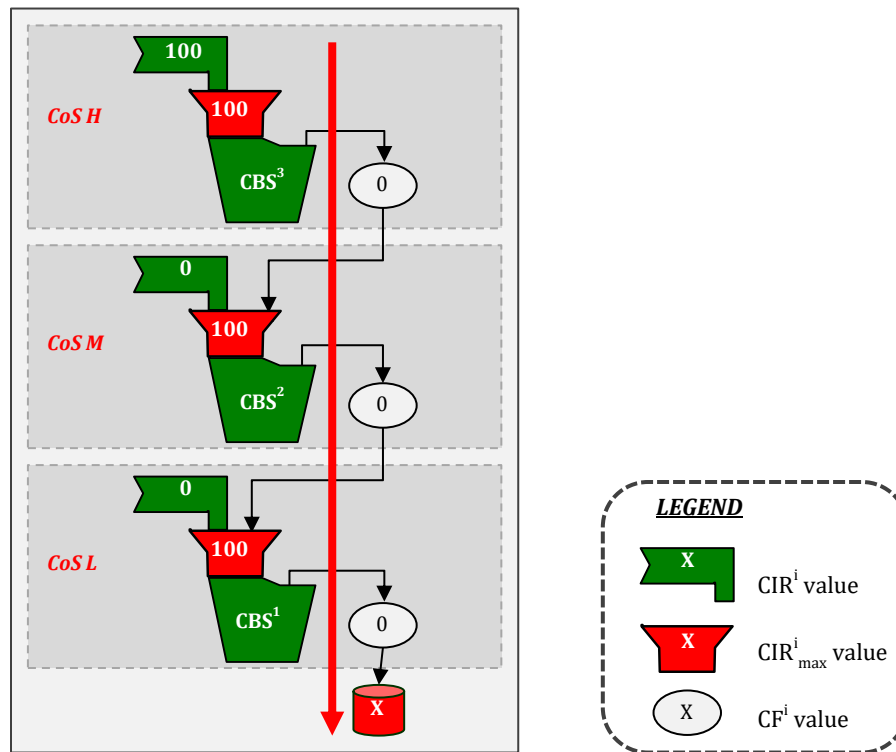 100
CoS H
100
CBS³
0
0
CoS M
100
CBS²
0
0
CoS L
100
CBS¹
0
X
LEGEND
X
CIRⁱ value
X
CIRⁱmax value
X
CFⁱ value